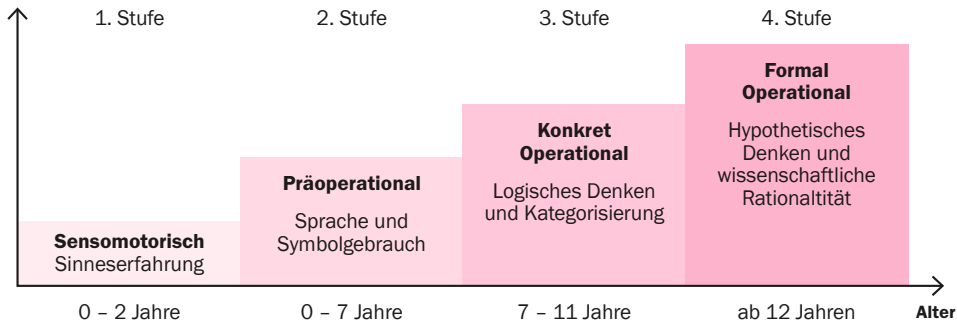 1. Stufe
2. Stufe
3. Stufe
4. Stufe
Sensomotorisch
Sinneserfahrung
Präoperational
Sprache und
Symbolgebrauch
Konkret
Operational
Logisches Denken
und Kategorisierung
Formal
Operational
Hypothetisches
Denken und
wissenschaftliche
Rationaltität
0 – 2 Jahre
0 – 7 Jahre
7 – 11 Jahre
ab 12 Jahren
Alter